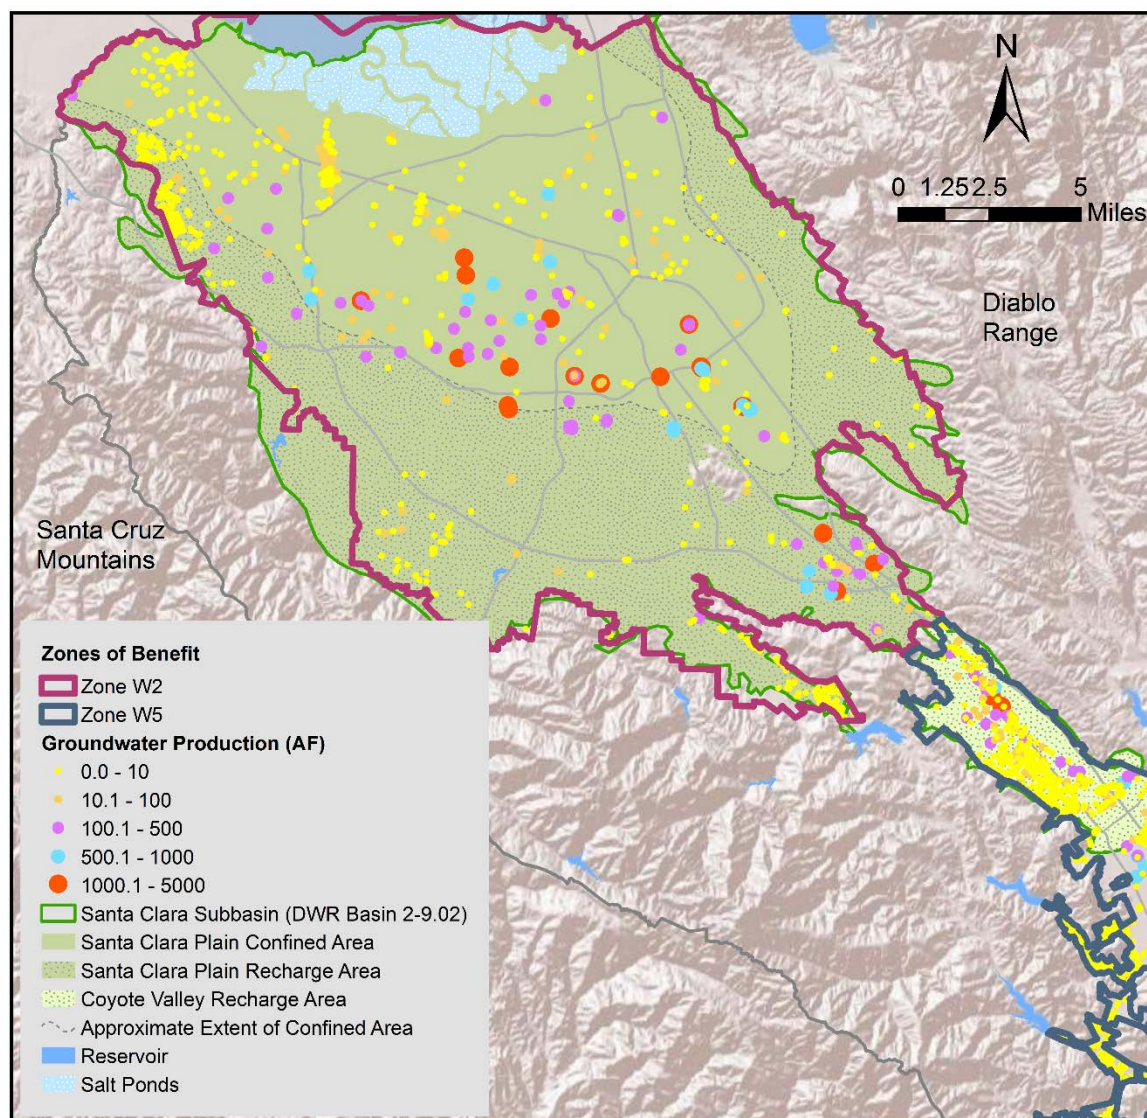 N
0 1.25 2.5 5
Miles
Diablo
Range
Santa Cruz
Mountains
Zones of Benefit
Zone W2
Zone W5
Groundwater Production (AF)
0.0 - 10
10.1 - 100
100.1 - 500
500.1 - 1000
1000.1 - 5000
Santa Clara Subbasin (DWR Basin 2-9.02)
Santa Clara Plain Confined Area
Santa Clara Plain Recharge Area
Coyote Valley Recharge Area
Approximate Extent of Confined Area
Reservoir
Salt Ponds